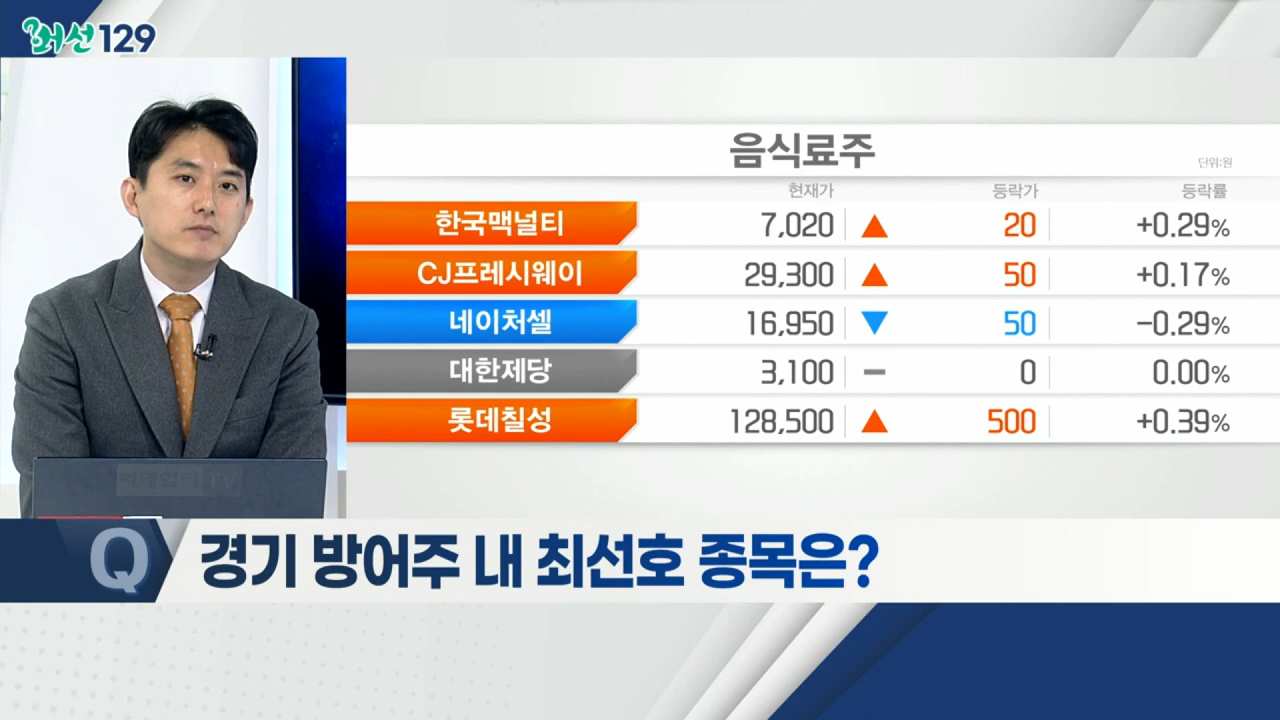 머선129
음식료주
단위:원
현재가 등락가 등락률
한국맥널티 7,020 ▲ 20 +0.29%
CJ프레시웨이 29,300 ▲ 50 +0.17%
네이처셀 16,950 ▼ 50 -0.29%
대한제당 3,100 - 0 0.00%
롯데칠성 128,500 ▲ 500 +0.39%
TV
Q 경기 방어주 내 최선호 종목은?